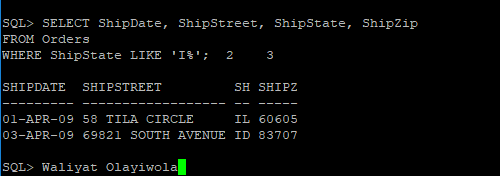 SQL> SELECT ShipDate, ShipStreet, ShipState, ShipZip
FROM Orders
WHERE ShipState LIKE 'I%';  2    3
SHIPDATE  SHIPSTREET         SH SHIPZ
--------- ------------------ -- -----
01-APR-09 58 TILA CIRCLE     IL 60605
03-APR-09 69821 SOUTH AVENUE ID 83707
SQL> Waliyat Olayiwola